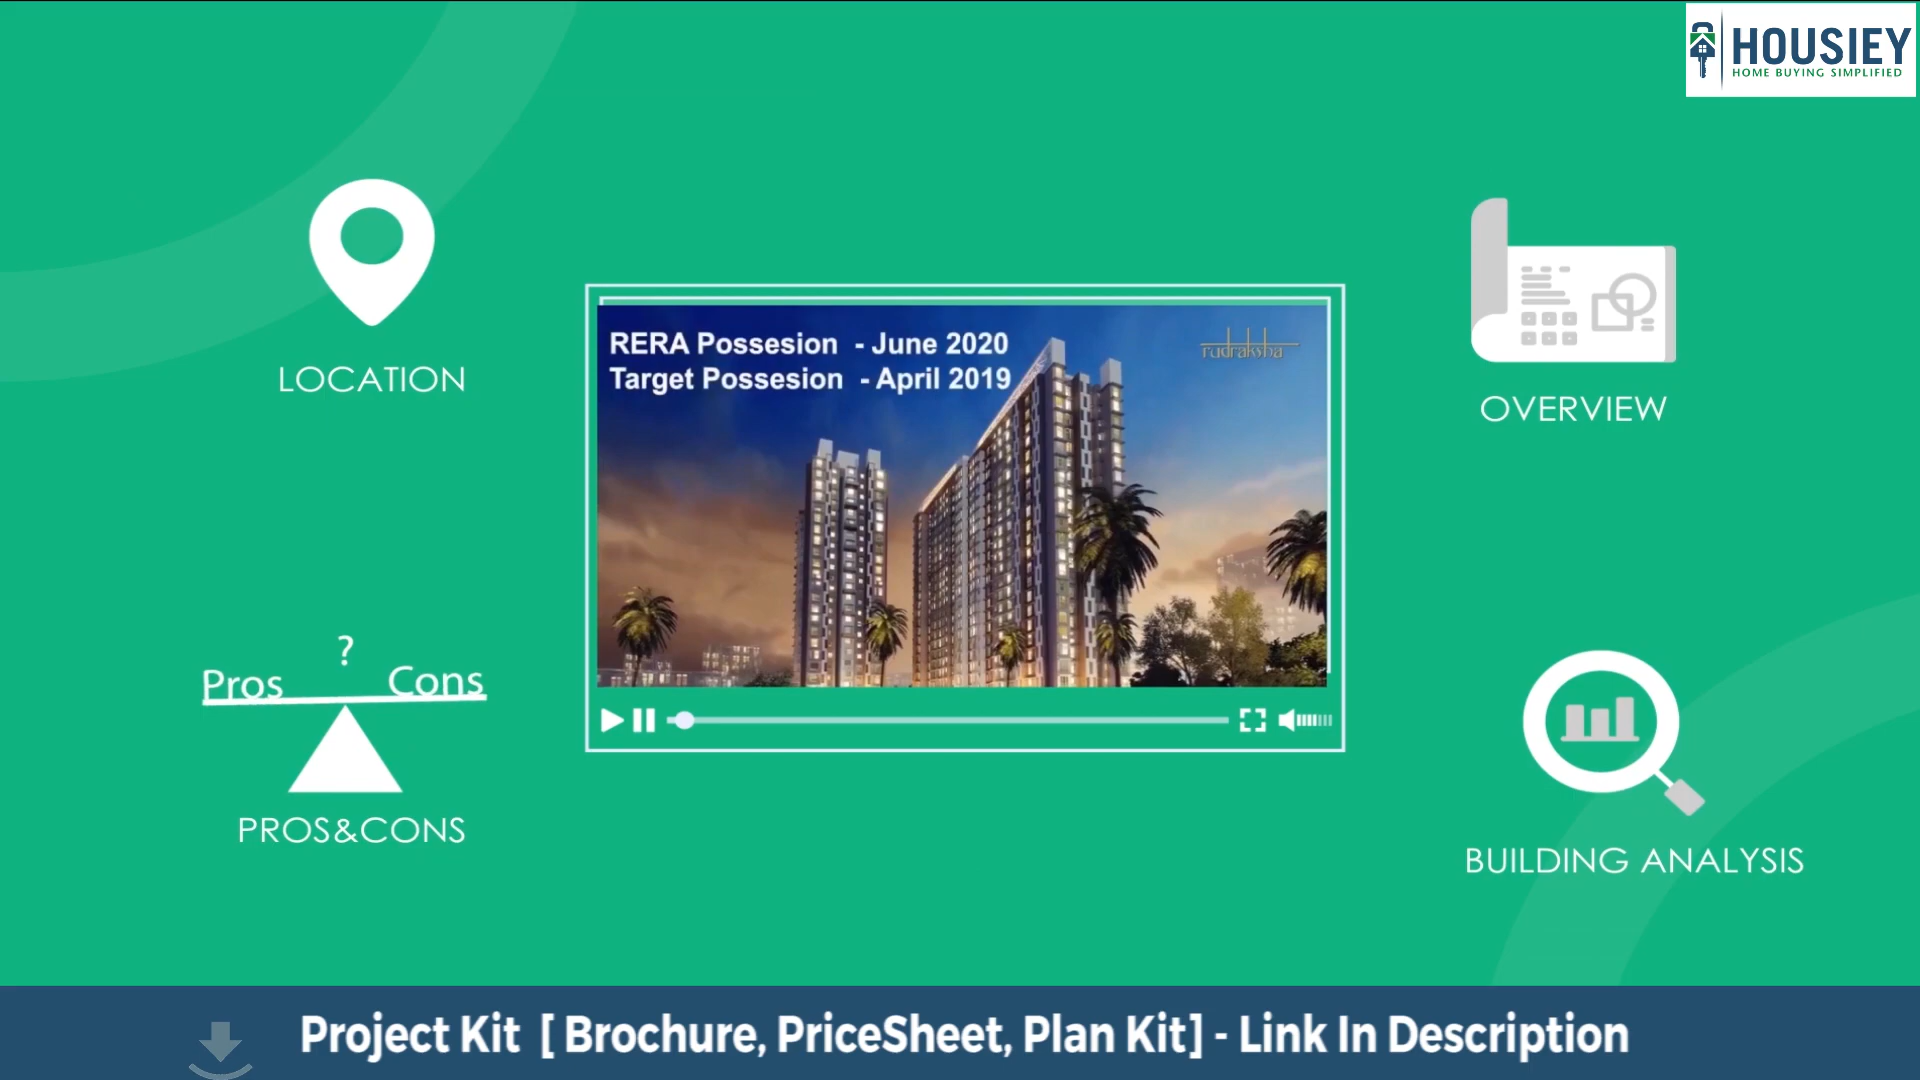 HOUSIEY
HOME BUYING SIMPLIFIED
LOCATION
RERA Possesion - June 2020
Target Possesion - April 2019
rudraksha
OVERVIEW
?
Pros Cons
PROS&CONS
BUILDING ANALYSIS
Project Kit [ Brochure, PriceSheet, Plan Kit] - Link In Description